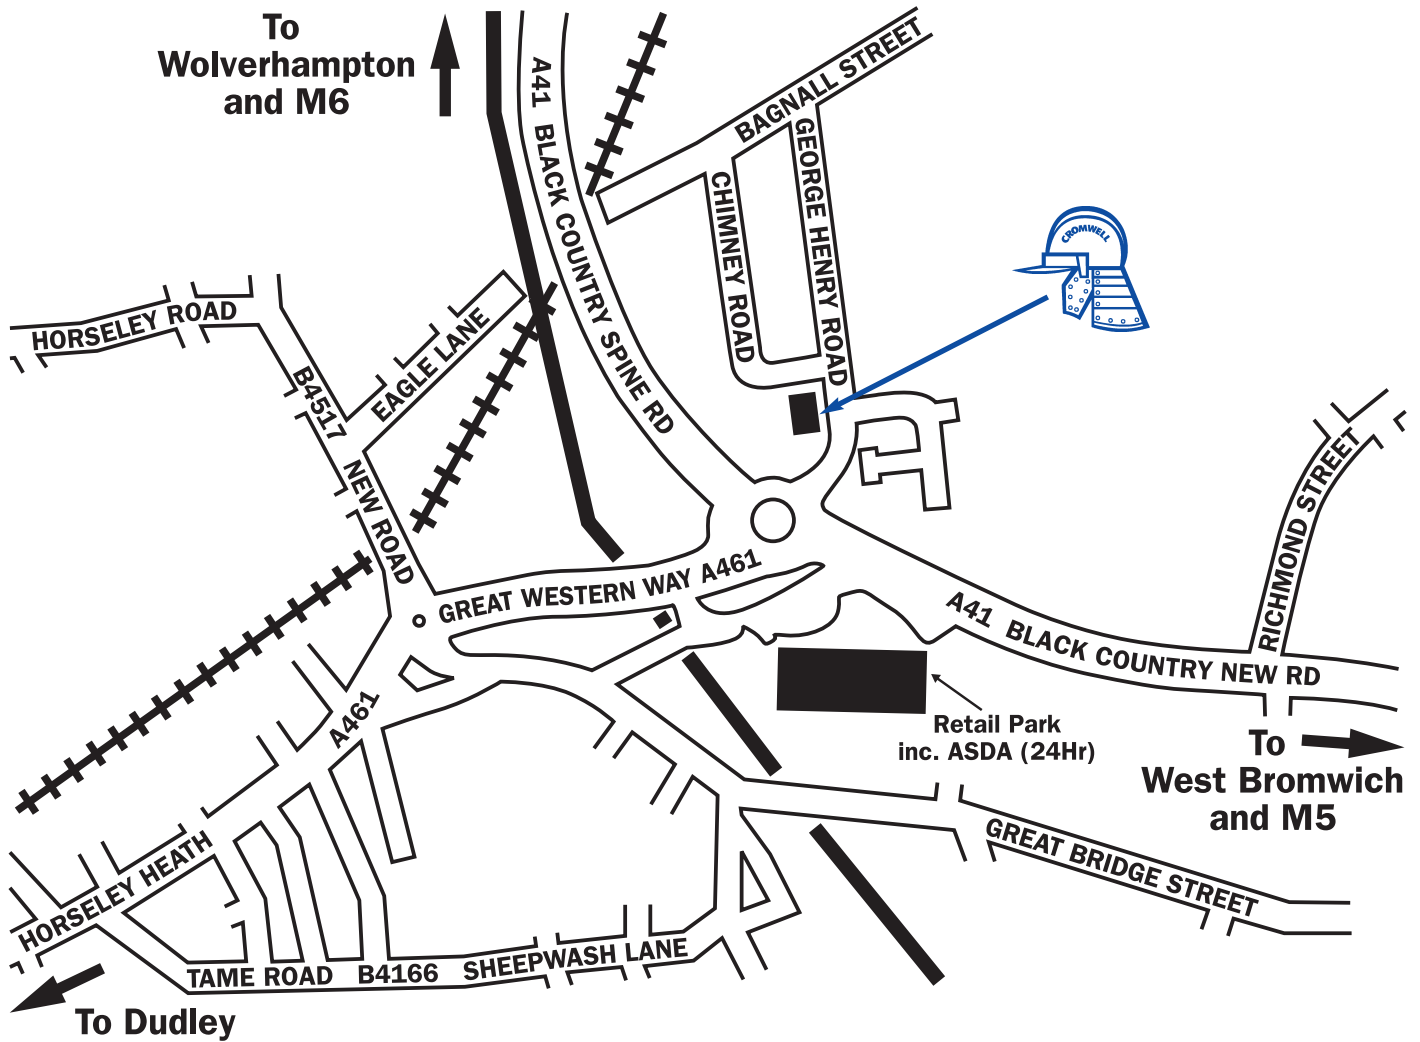 To
Wolverhampton
and M6
A41 BLACK COUNTRY SPINE RD
BAGNALL STREET
GEORGE HENRY ROAD
CHIMNEY ROAD
CROMWELL
HORSELEY ROAD
EAGLE LANE
B4517 NEW ROAD
RICHMOND STREET
GREAT WESTERN WAY A461
A41 BLACK COUNTRY NEW RD
A461
Retail Park
inc. ASDA (24Hr)
To
West Bromwich
and M5
GREAT BRIDGE STREET
HORSELEY HEATH
TAME ROAD B4166 SHEEPWASH LANE
To Dudley